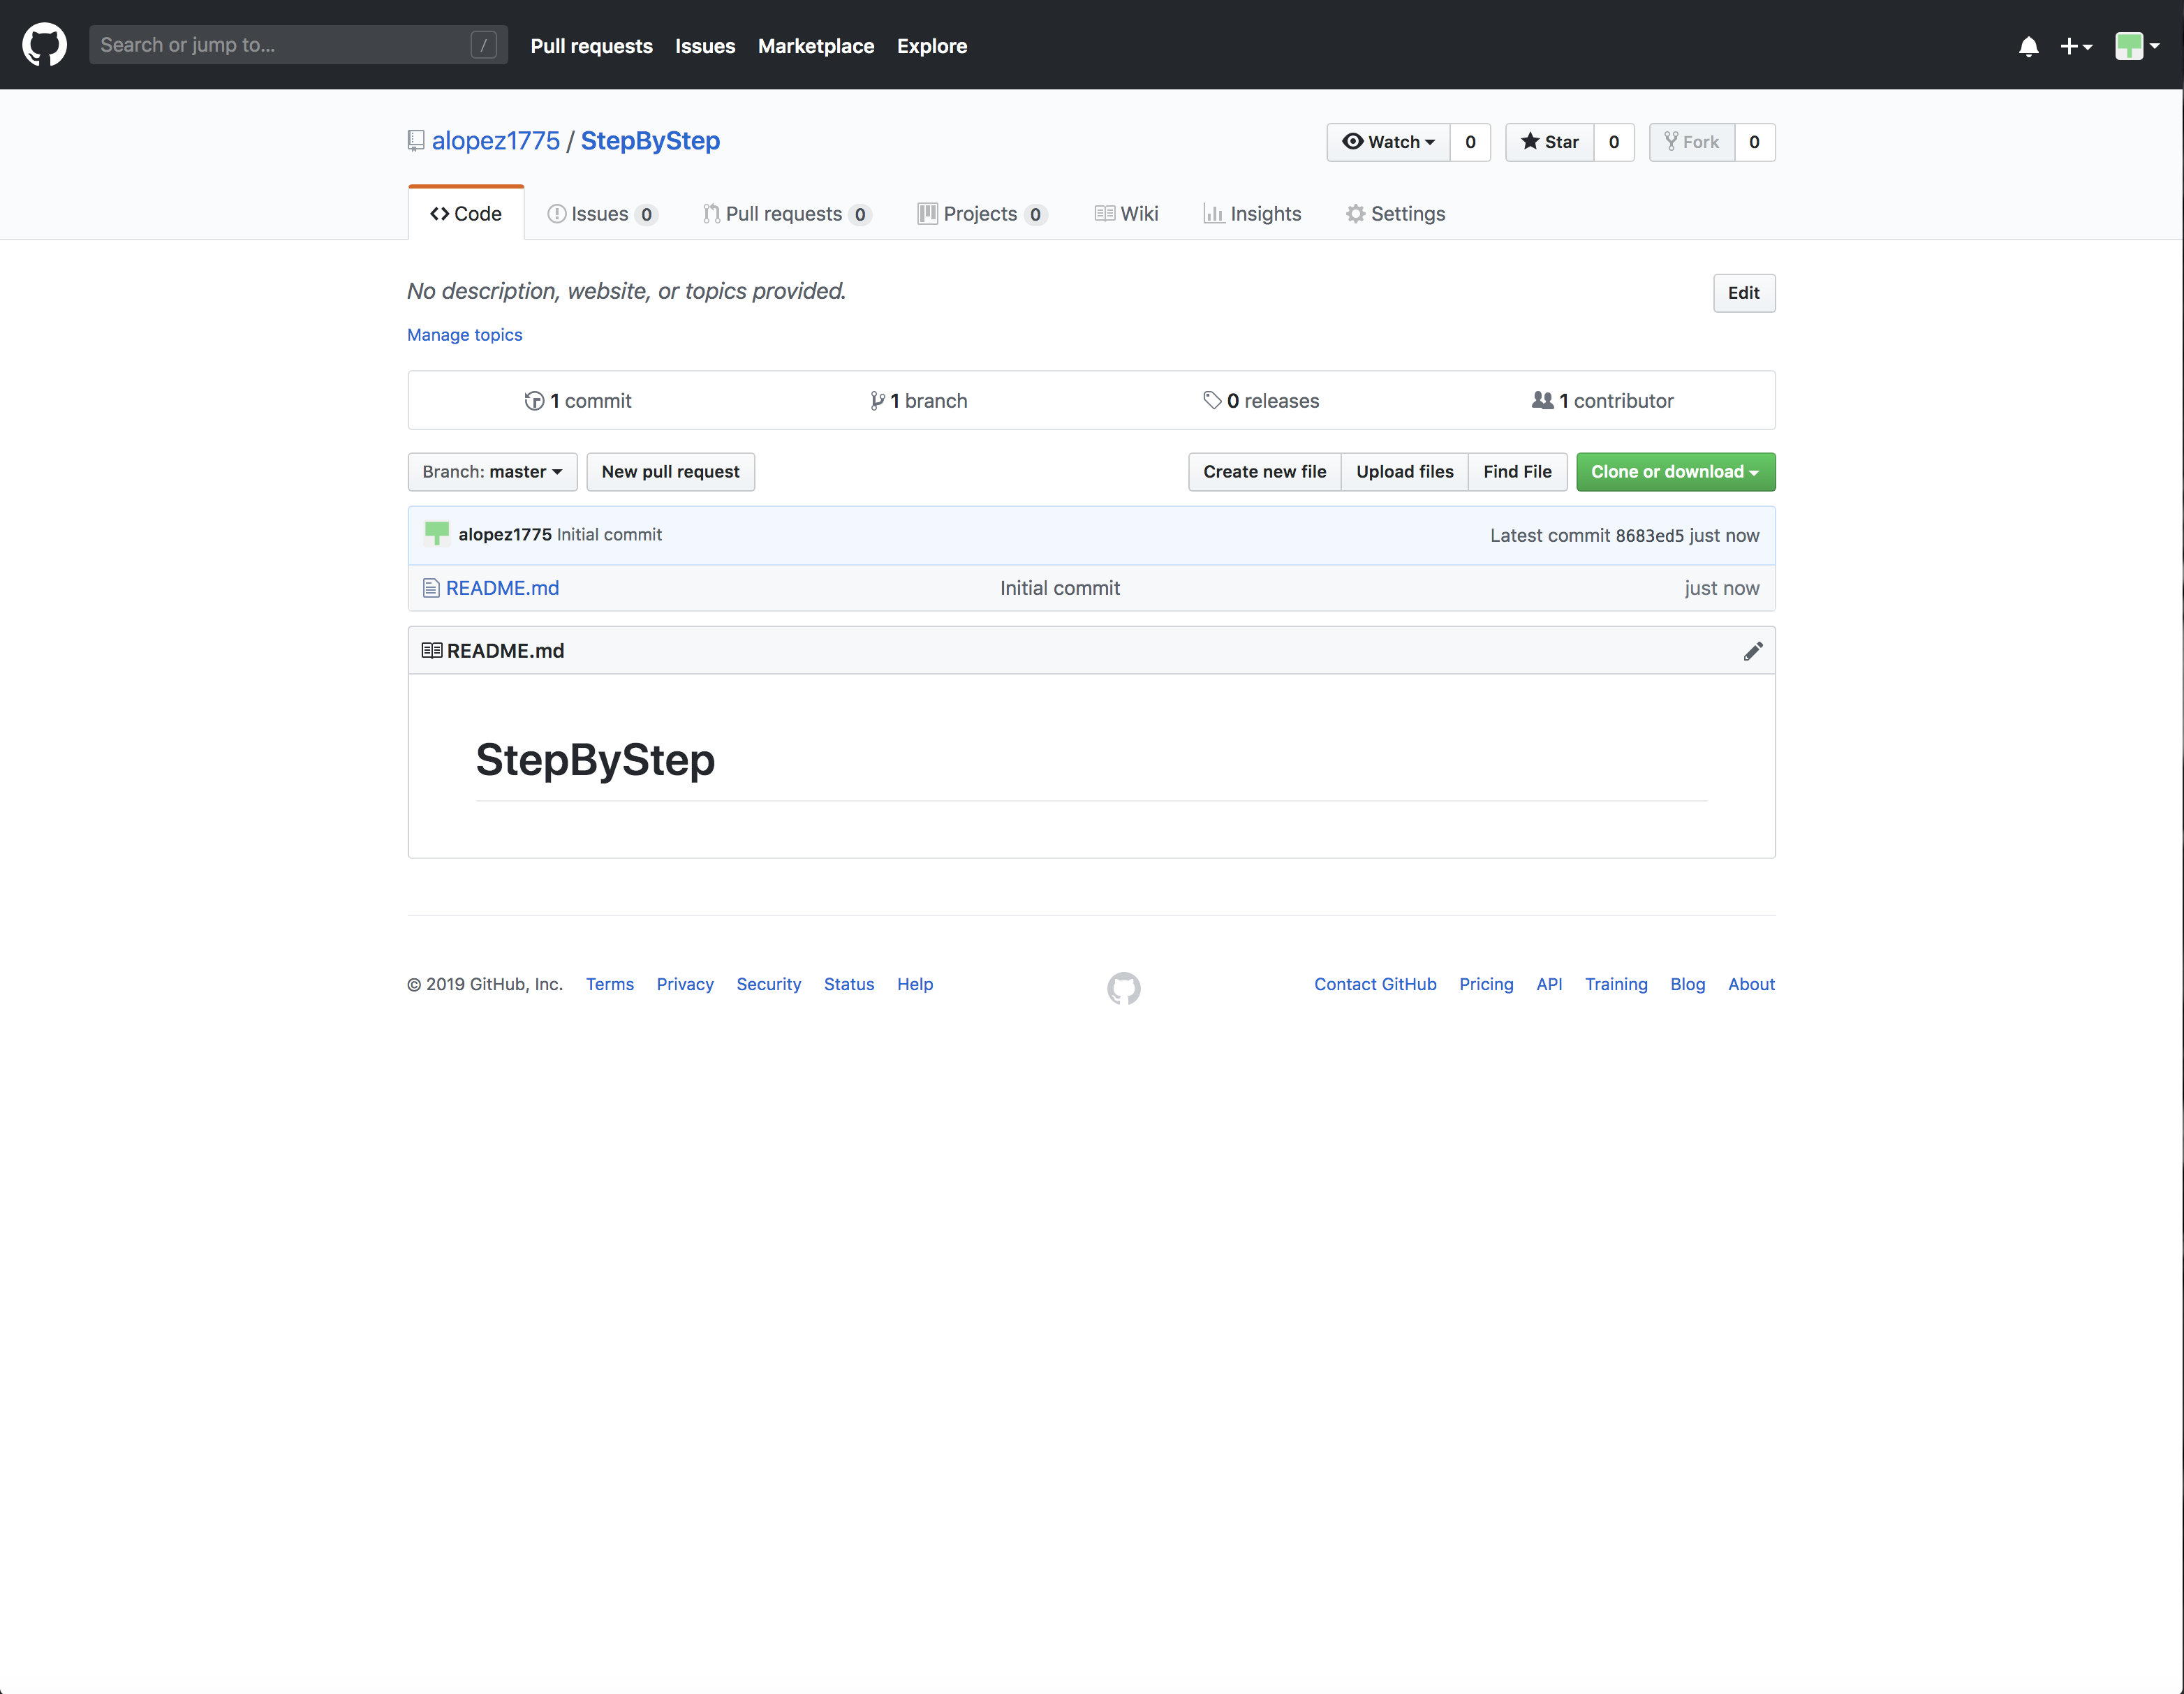 Search or jump to... / Pull requests Issues Marketplace Explore
alopez1775 / StepByStep Watch 0 Star 0 Fork 0
Code Issues 0 Pull requests 0 Projects 0 Wiki Insights Settings
No description, website, or topics provided. Edit
Manage topics
1 commit 1 branch 0 releases 1 contributor
Branch: master New pull request Create new file Upload files Find File Clone or download
alopez1775 Initial commit Latest commit 8683ed5 just now
README.md Initial commit just now
README.md
StepByStep
© 2019 GitHub, Inc. Terms Privacy Security Status Help Contact GitHub Pricing API Training Blog About